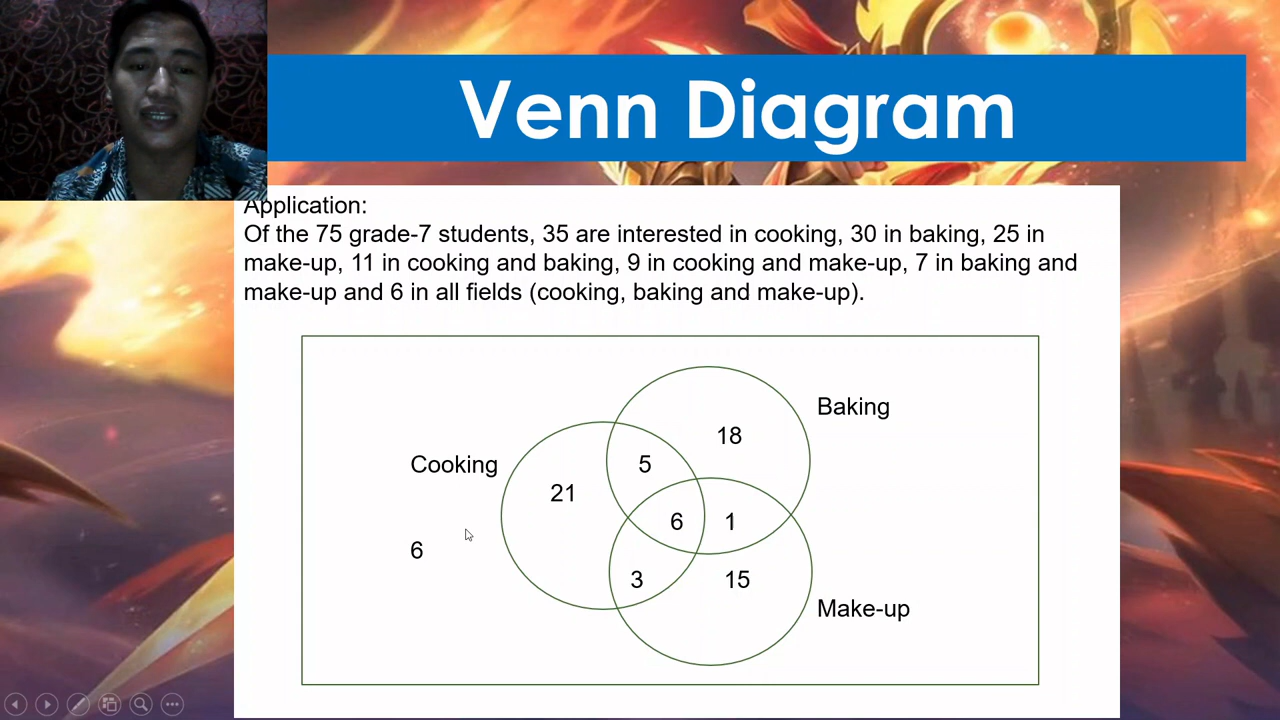 Venn Diagram
Application:
Of the 75 grade-7 students, 35 are interested in cooking, 30 in baking, 25 in
make-up, 11 in cooking and baking, 9 in cooking and make-up, 7 in baking and
make-up and 6 in all fields (cooking, baking and make-up).
Baking
18
Cooking
5
21
6
1
6
3
15
Make-up